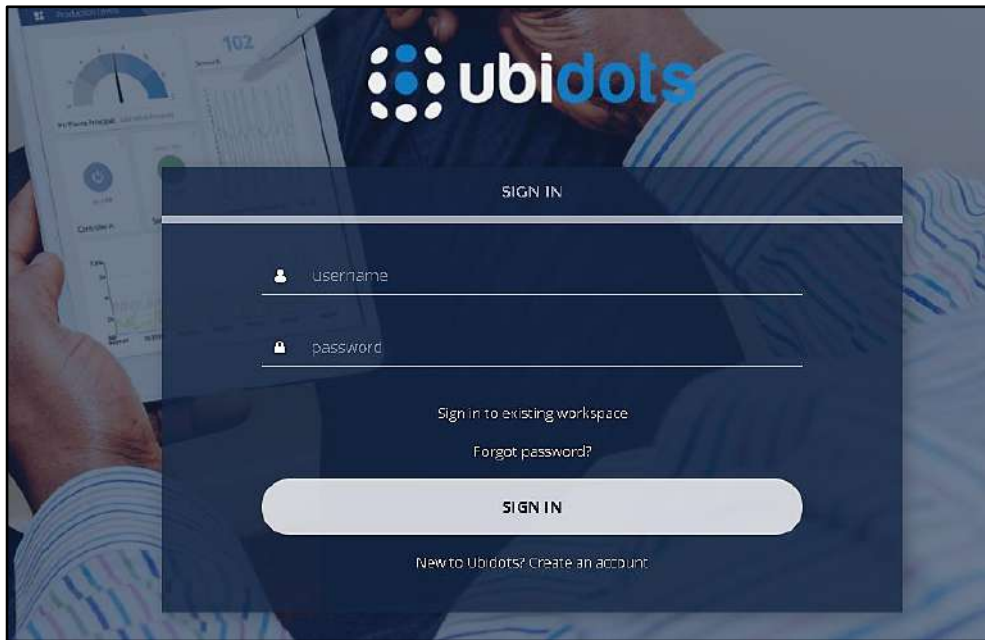 102
ubidots
SIGN IN
username
password
Sign in to existing workspace
Forgot password?
SIGN IN
New to Ubidots? Create an account